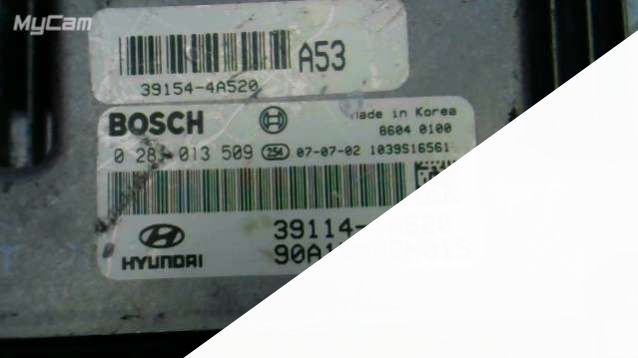 MyCam
39154-4A520 A53
BOSCH
Made in Korea
8604 0100
0 281 013 509 254 07-07-02 1039S16561
39114-
HYUNDAI
90A1